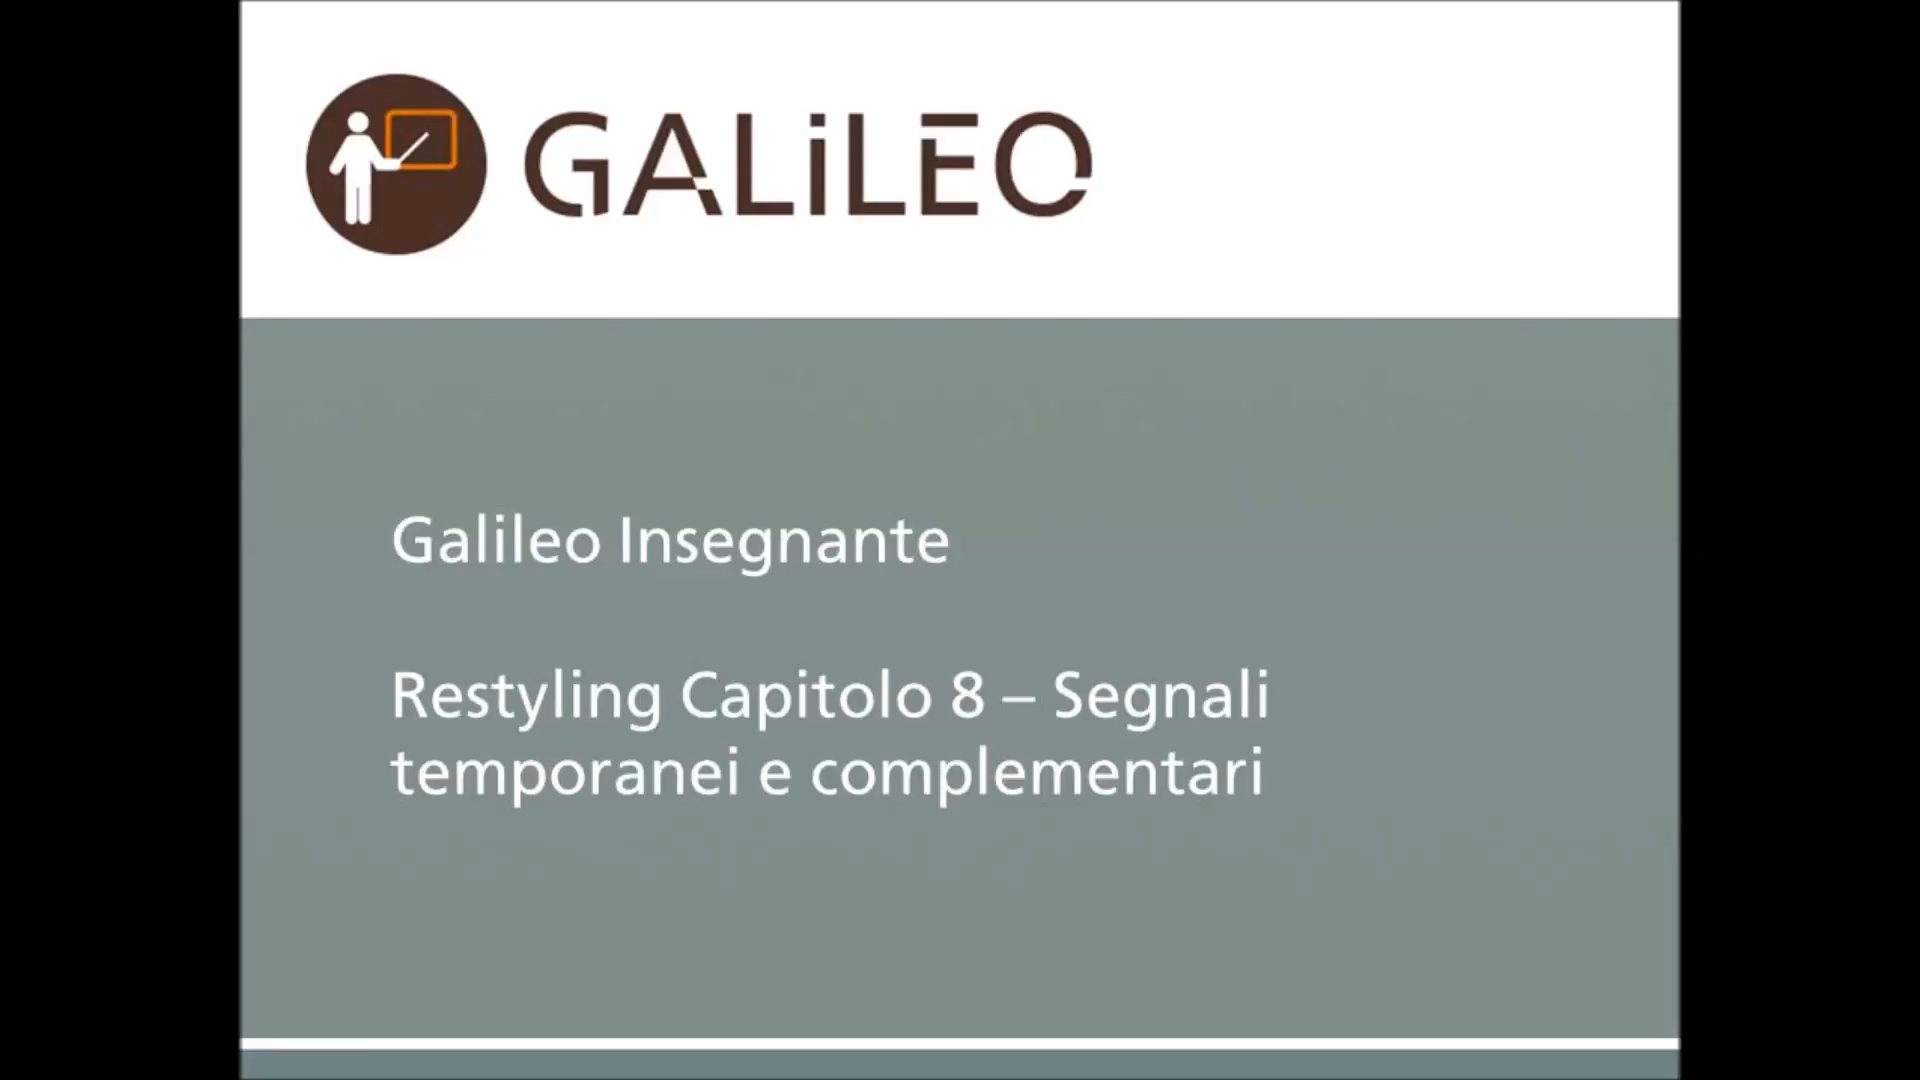 GALiLEO
Galileo Insegnante
Restyling Capitolo 8 – Segnali
temporanei e complementari